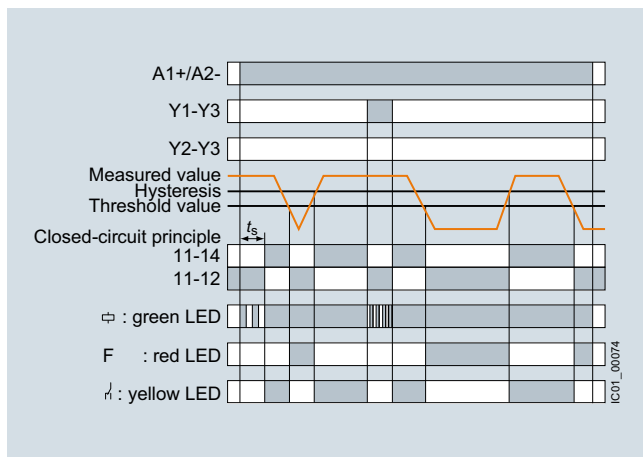 A1+/A2-
Y1-Y3
Y2-Y3
Measured value
Hysteresis
Threshold value
Closed-circuit principle
ts
11-14
11-12
: green LED
F : red LED
: yellow LED
IC01_00074